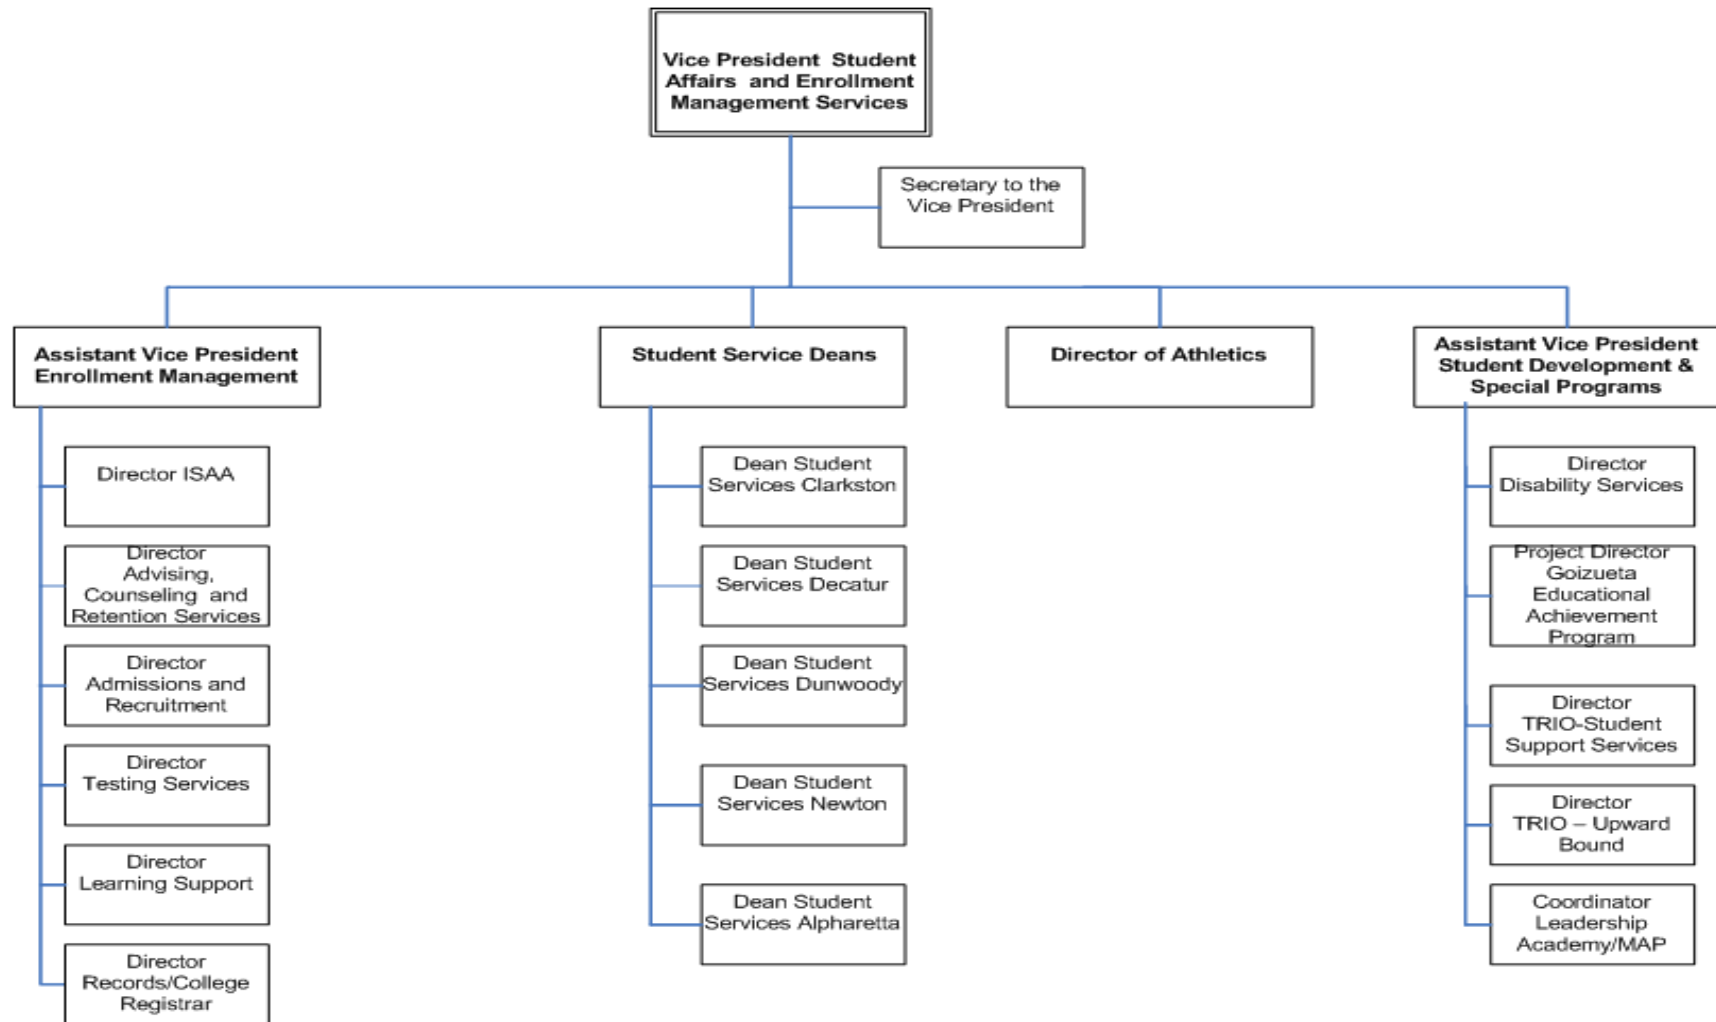 Vice President Student
Affairs and Enrollment
Management Services
Secretary to the
Vice President
Assistant Vice President
Enrollment Management
Student Service Deans
Director of Athletics
Assistant Vice President
Student Development &
Special Programs
Director ISAA
Director
Advising,
Counseling and
Retention Services
Director
Admissions and
Recruitment
Director
Testing Services
Director
Learning Support
Director
Records/College
Registrar
Dean Student
Services Clarkston
Dean Student
Services Decatur
Dean Student
Services Dunwoody
Dean Student
Services Newton
Dean Student
Services Alpharetta
Director
Disability Services
Project Director
Goizueta
Educational
Achievement
Program
Director
TRIO-Student
Support Services
Director
TRIO – Upward
Bound
Coordinator
Leadership
Academy/MAP